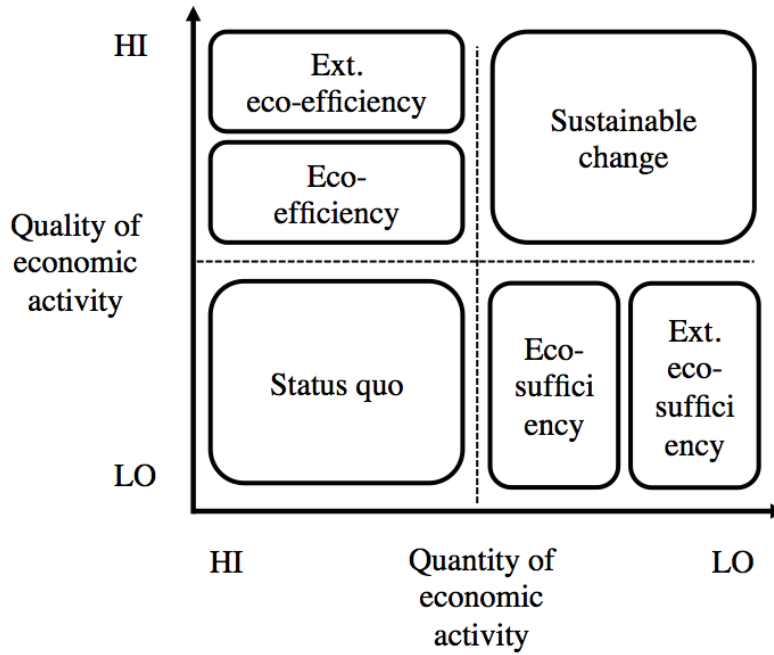 HI
Ext.
eco-efficiency
Eco-
efficiency
Sustainable
change
Quality of
economic
activity
Status quo
Eco-
suffici
ency
Ext.
eco-
suffici
ency
LO
HI
Quantity of
economic
activity
LO